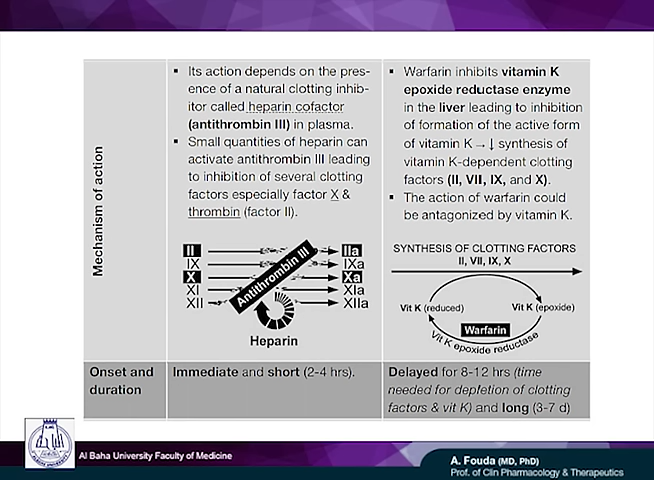 Mechanism of action
▪ Its action depends on the pres-
ence of a natural clotting inhib-
itor called heparin cofactor
(antithrombin III) in plasma.
▪ Small quantities of heparin can
activate antithrombin III leading
to inhibition of several clotting
factors especially factor X &
thrombin (factor II).
II IIa
IX IXa
X Xa
XI XIa
XII XIIa
Antithrombin III
Heparin
▪ Warfarin inhibits vitamin K
epoxide reductase enzyme
in the liver leading to inhibition
of formation of the active form
of vitamin K → ↓ synthesis of
vitamin K-dependent clotting
factors (II, VII, IX, and X).
▪ The action of warfarin could
be antagonized by vitamin K.
SYNTHESIS OF CLOTTING FACTORS
II, VII, IX, X
Vit K (reduced) Vit K (epoxide)
Warfarin
Vit K epoxide reductase
Onset and
duration
Immediate and short (2-4 hrs).
Delayed for 8-12 hrs (time
needed for depletion of clotting
factors & vit K) and long (3-7 d)
Al Baha University Faculty of Medicine
A. Fouda (MD, PhD)
Prof. of Clin Pharmacology & Therapeutics